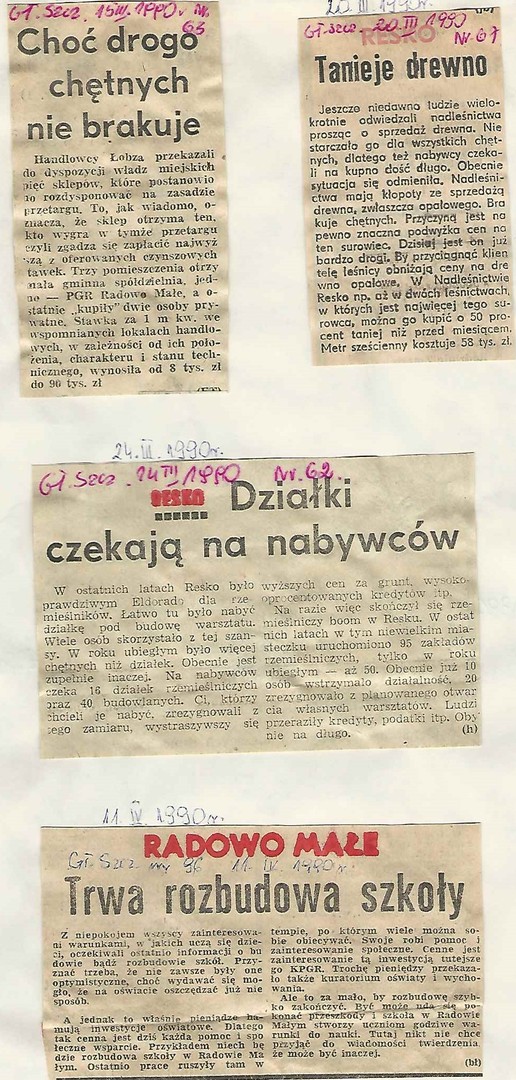 Gł. Szcz. 15 III. 1990r. Nr. 63
Choć drogo
chętnych
nie brakuje
Handlowcy Łobza przekazali
do dyspozycji władz miejskich
pięć sklepów, które postanowio
no rozdysponować na zasadzie
przetargu. To, jak wiadomo, o-
znacza, że sklep otrzyma ten,
kto wygra w tymże przetargu
czyli zgadza się zapłacić najwyż
szą z oferowanych czynszowych
stawek. Trzy pomieszczenia otrzy
mała gminna spółdzielnia, jed-
no — PGR Radowo Małe, a o-
statnie „kupiły" dwie osoby pry-
watne. Stawka za 1 m kw. we
wspomnianych lokalach handlo-
wych, w zależności od ich poło-
żenia, charakteru i stanu tech-
nicznego, wynosiła od 8 tys. zł
do 90 tys. zł
20 III. 1990r.
Gł. Szcz. 20 III 1990
Nr 67
RESKO
Tanieje drewno
Jeszcze niedawno ludzie wielo-
krotnie odwiedzali nadleśnictwa
prosząc o sprzedaż drewna. Nie
starczało go dla wszystkich chęt-
nych, dlatego też nabywcy czeka-
li na kupno dość długo. Obecnie
sytuacja się odmieniła. Nadleśni-
ctwa mają kłopoty ze sprzedażą
drewna, zwłaszcza opałowego. Bra
kuje chętnych. Przyczyną jest na
pewno znaczna podwyżka cen na
ten surowiec. Dzisiaj jest on już
bardzo drogi. By przyciągnąć klien
telę leśnicy obniżają ceny na dre
wno opałowe. W Nadleśnictwie
Resko np. aż w dwóch leśnictwach,
w których jest najwięcej tego su-
rowca, można go kupić o 50 pro-
cent taniej niż przed miesiącem.
Metr sześcienny kosztuje 58 tys. zł.
24. III. 1990r.
Gł. Szcz. 14 III 1990 Nr. 62.
RESKO
Działki
czekają na nabywców
W ostatnich latach Resko było
prawdziwym Eldorado dla rze-
mieślników. Łatwo tu było nabyć
działkę pod budowę warsztatu.
Wiele osób skorzystało z tej szan-
sy. W roku ubiegłym było więcej
chętnych niż działek. Obecnie jest
zupełnie inaczej. Na nabywców
czeka 16 działek rzemieślniczych
oraz 40 budowlanych. Ci, którzy
chcieli je nabyć, zrezygnowali z
tego zamiaru, wystraszywszy się
wyższych cen za grunt, wysoko-
oprocentowanych kredytów itp.
Na razie więc skończył się rze-
mieślniczy boom w Resku. W ostat
nich latach w tym niewielkim mia-
steczku uruchomiono 95 zakładów
rzemieślniczych, tylko w roku
ubiegłym — aż 50. Obecnie już 10
osób wstrzymało działalność, 20
zrezygnowało z planowanego otwar
cia własnych warsztatów. Ludzi
przeraziły kredyty, podatki itp. Oby
nie na długo. (h)
11. IV. 1990r.
RADOWO MAŁE
Gł. Szcz. nr 96 11-IV. 1990r.
Trwa rozbudowa szkoły
Z niepokojem wszyscy zainteresowa
ni warunkami, w jakich uczą się dzie-
ci, oczekiwali ostatnio informacji o bu
dowie bądź rozbudowie szkół. Przy-
znać trzeba, że nie zawsze były one
optymistyczne, choć wydawać się mo-
gło, że na oświacie oszczędzać już nie
sposób.
A jednak to właśnie pieniądze ha-
mują inwestycje oświatowe. Dlatego
tak cenna jest dziś każda pomoc i spo
łeczne wsparcie. Przykładem niech bę
dzie rozbudowa szkoły w Radowie Ma
łym. Ostatnio prace ruszyły tam w
tempie, po którym wiele można so-
bie obiecywać. Swoje robi pomoc i
zainteresowanie społeczne. Cenne jest
zainteresowanie tą inwestycją tutejsze
go KPGR. Trochę pieniędzy przekaza-
ło także kuratorium oświaty i wycho-
wania.
Ale to za mało, by rozbudowę szyb-
ko zakończyć. Być może uda się po-
konać przeszkody i szkoła w Radowie
Małym stworzy uczniom godziwe wa-
runki do nauki. Tutaj nikt nie chce
przyjąć do wiadomości twierdzenia,
że może być inaczej. (bł)